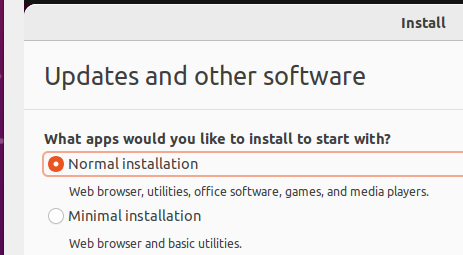 Install
Updates and other software
What apps would you like to install to start with?
Normal installation
Web browser, utilities, office software, games, and media players.
Minimal installation
Web browser and basic utilities.